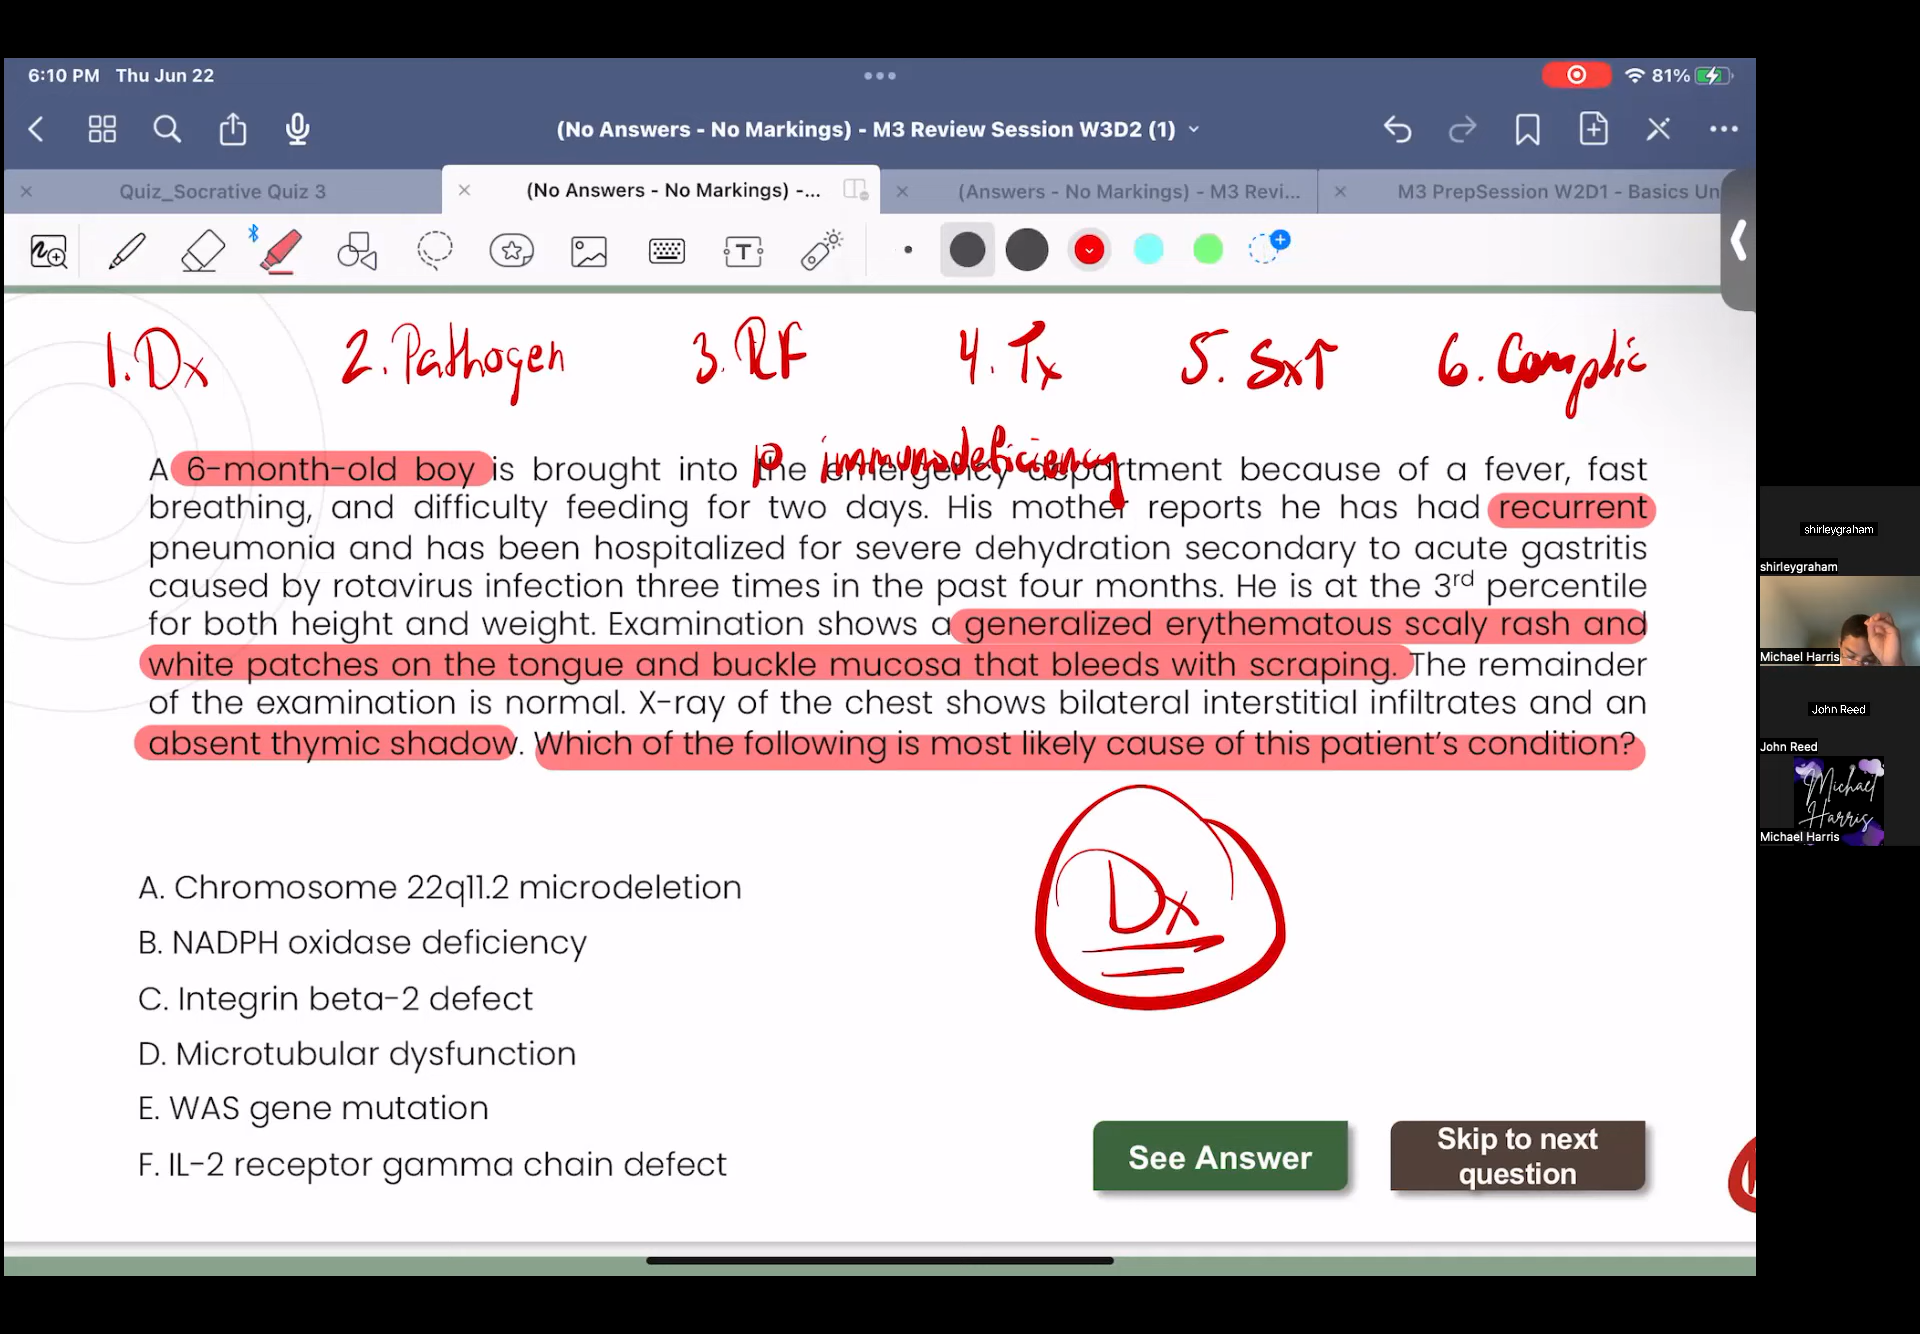 6:10 PM Thu Jun 22
81%
(No Answers - No Markings) - M3 Review Session W3D2 (1)
Quiz_Socrative Quiz 3
(No Answers - No Markings) -...
(Answers - No Markings) - M3 Revi...
M3 PrepSession W2D1 - Basics Un
1. Dx 2. Pathogen 3. RF 4. Tx 5. Sx↑ 6. Complic
p immunodeficiency
A 6-month-old boy is brought into the emergency department because of a fever, fast
breathing, and difficulty feeding for two days. His mother reports he has had recurrent
pneumonia and has been hospitalized for severe dehydration secondary to acute gastritis
caused by rotavirus infection three times in the past four months. He is at the 3rd percentile
for both height and weight. Examination shows a generalized erythematous scaly rash and
white patches on the tongue and buckle mucosa that bleeds with scraping. The remainder
of the examination is normal. X-ray of the chest shows bilateral interstitial infiltrates and an
absent thymic shadow. Which of the following is most likely cause of this patient's condition?
Dx
A. Chromosome 22q11.2 microdeletion
B. NADPH oxidase deficiency
C. Integrin beta-2 defect
D. Microtubular dysfunction
E. WAS gene mutation
F. IL-2 receptor gamma chain defect
See Answer
Skip to next
question
shirleygraham
shirleygraham
Michael Harris
John Reed
John Reed
Michael
Harris
Michael Harris